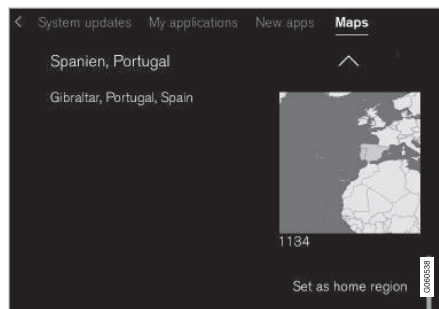 < System updates My applications New apps Maps
Spanien, Portugal
Gibraltar, Portugal, Spain
1134
Set as home region
G060538